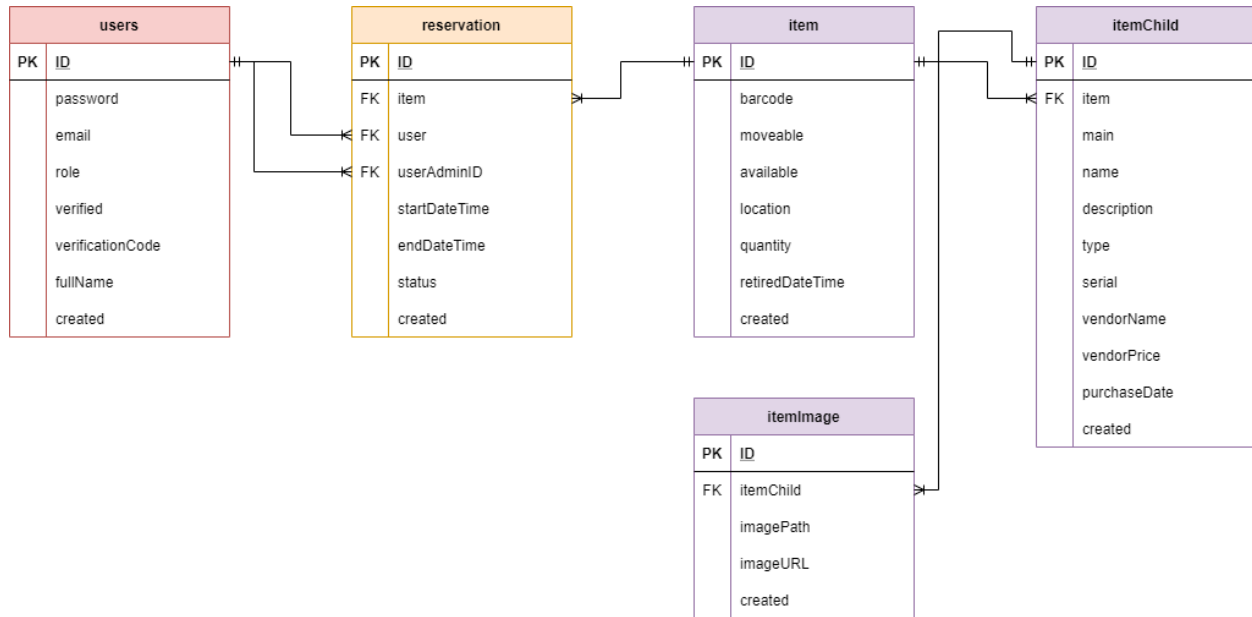 users
PK ID
password
email
role
verified
verificationCode
fullName
created
reservation
PK ID
FK item
FK user
FK userAdminID
startDateTime
endDateTime
status
created
item
PK ID
barcode
moveable
available
location
quantity
retiredDateTime
created
itemChild
PK ID
FK item
main
name
description
type
serial
vendorName
vendorPrice
purchaseDate
created
itemImage
PK ID
FK itemChild
imagePath
imageURL
created